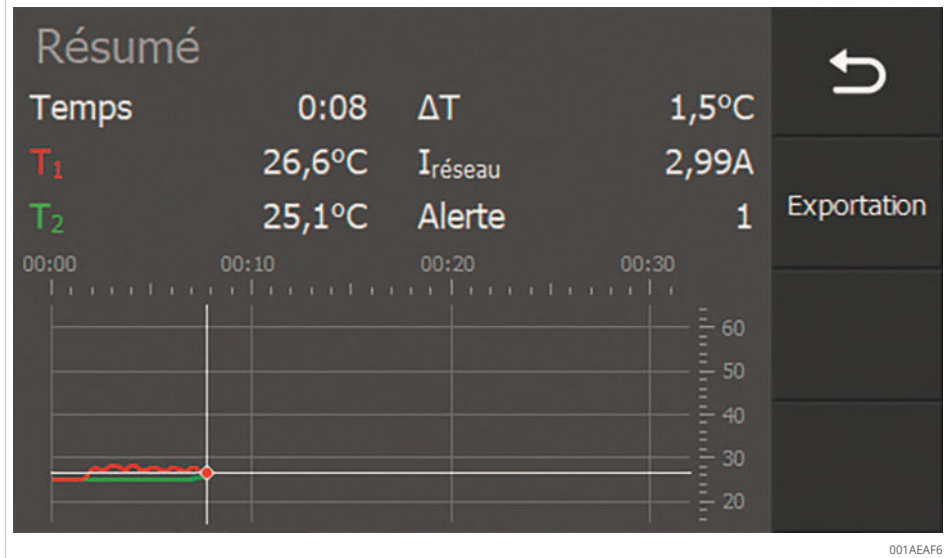 Résumé
Temps 0:08 ΔT 1,5°C
T1 26,6°C Iréseau 2,99A
T2 25,1°C Alerte 1
Exportation
00:00 00:10 00:20 00:30
60
50
40
30
20
001AEAF6